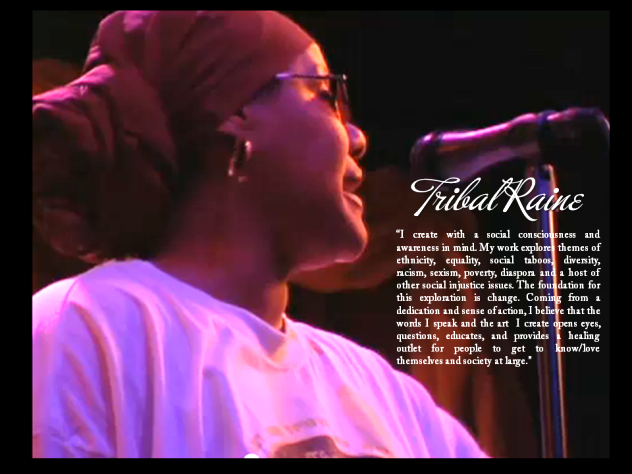 Tribal Raine
"I create with a social consciousness and
awareness in mind. My work explores themes of
ethnicity, equality, social taboos, diversity,
racism, sexism, poverty, diaspora and a host of
other social injustice issues. The foundation for
this exploration is change. Coming from a
dedication and sense of action, I believe that the
words I speak and the art I create opens eyes,
questions, educates, and provides a healing
outlet for people to get to know/love
themselves and society at large."